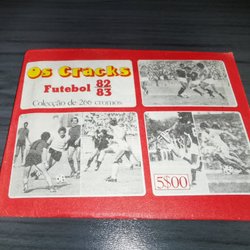 Os Cracks
Futebol 82
83
Colecção de 266 cromos
5$00